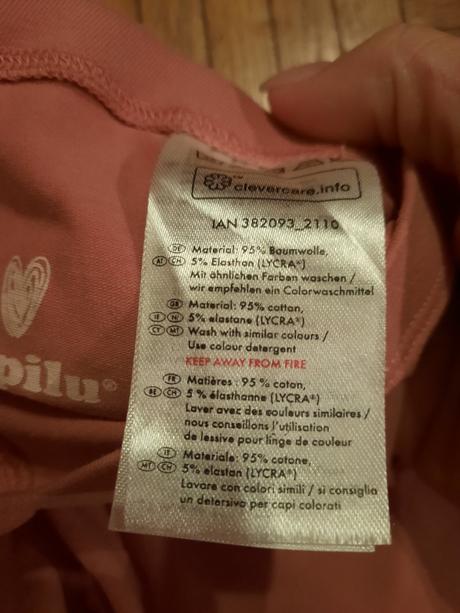 clevercare.info
IAN 382093_2110
DE Material: 95% Baumwolle,
AT CH 5% Elasthan (LYCRA®)
Mit ähnlichen Farben waschen /
wir empfehlen ein Colorwaschmittel
GB Material: 95% cotton,
IE NI 5% elastane (LYCRA®)
CY MT Wash with similar colours /
Use colour detergent
KEEP AWAY FROM FIRE
FR Matières : 95 % coton,
BE CH 5 % élasthanne (LYCRA®)
Laver avec des couleurs similaires /
nous conseillons l'utilisation
de lessive pour linge de couleur
IT Materiale: 95% cotone,
MT CH 5% elastan (LYCRA®)
Lavare con colori simili / si consiglia
un detersivo per capi colorati
pilu®